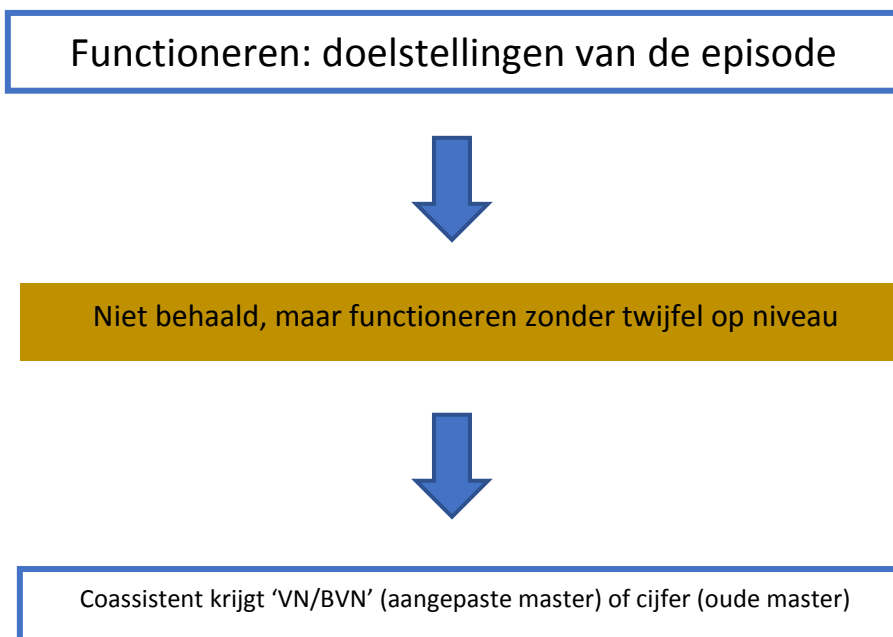 Functioneren: doelstellingen van de episode
Niet behaald, maar functioneren zonder twijfel op niveau
Coassistent krijgt ‘VN/BVN’ (aangepaste master) of cijfer (oude master)